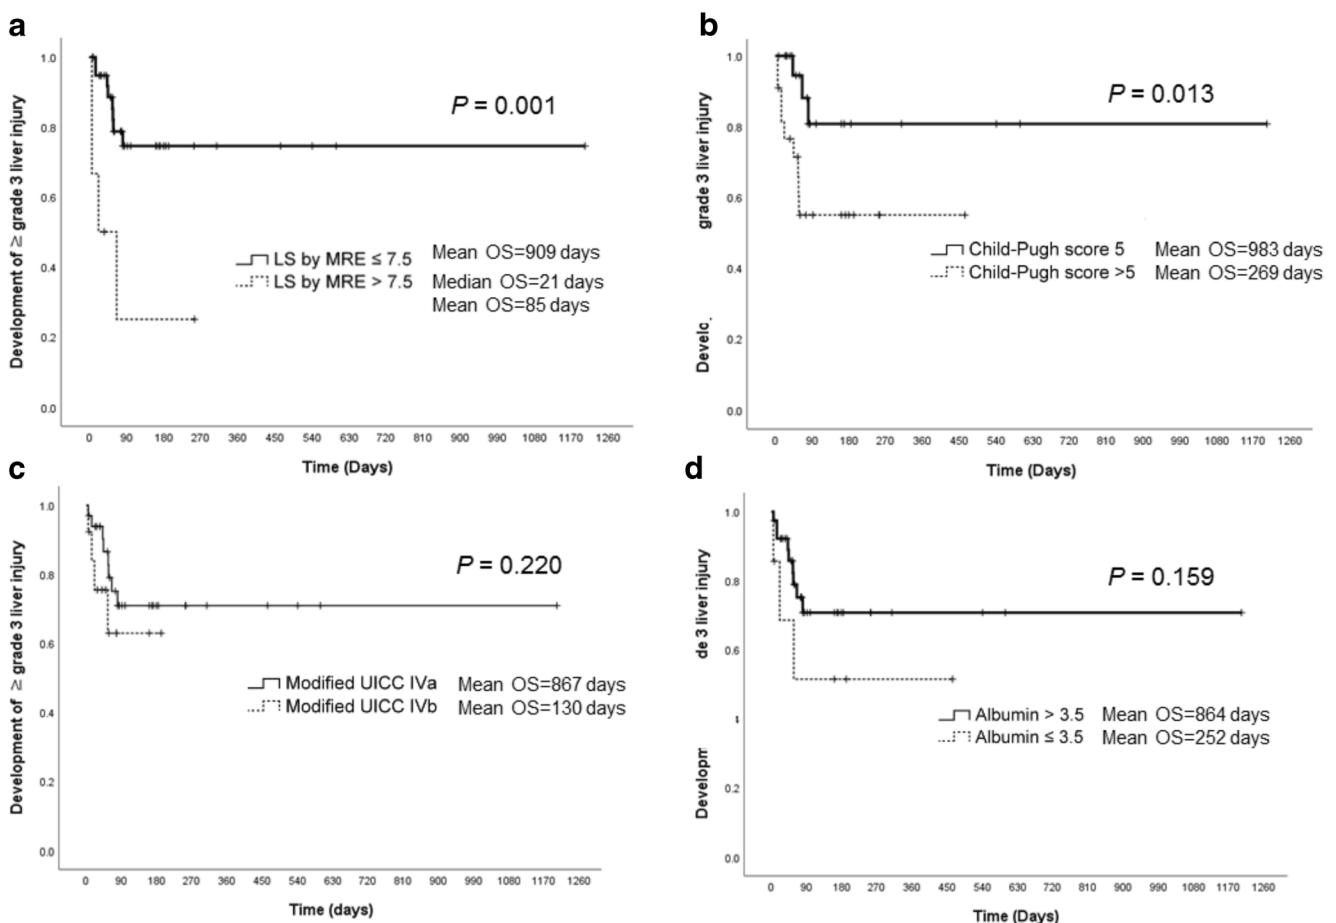 a
Development of ≥ grade 3 liver injury
1.0
0.8
0.6
0.4
0.2
0.0
P = 0.001
LS by MRE ≤ 7.5 Mean OS=909 days
LS by MRE > 7.5 Median OS=21 days
Mean OS=85 days
0 90 180 270 360 450 540 630 720 810 900 990 1080 1170 1260
Time (Days)
b
grade 3 liver injury
1.0
0.8
0.6
0.4
0.2
0.0
P = 0.013
Child-Pugh score 5 Mean OS=983 days
Child-Pugh score >5 Mean OS=269 days
0 90 180 270 360 450 540 630 720 810 900 990 1080 1170 1260
Time (Days)
c
Development of ≥ grade 3 liver injury
1.0
0.8
0.6
0.4
0.2
0.0
P = 0.220
Modified UICC IVa Mean OS=867 days
Modified UICC IVb Mean OS=130 days
0 90 180 270 360 450 540 630 720 810 900 990 1080 1170 1260
Time (days)
d
de 3 liver injury
1.0
0.8
0.6
0.2
0.0
P = 0.159
Albumin > 3.5 Mean OS=864 days
Albumin ≤ 3.5 Mean OS=252 days
0 90 180 270 360 450 540 630 720 810 900 990 1080 1170 1260
Time (Days)